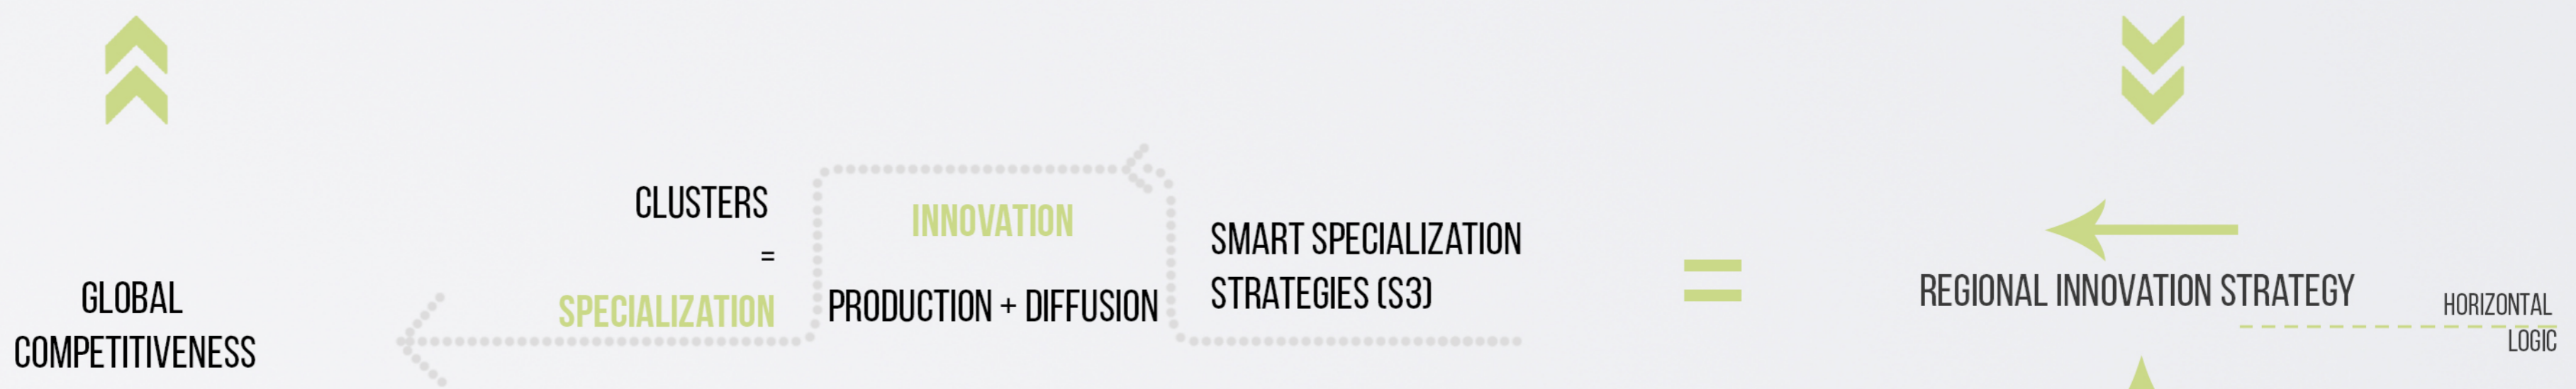 GLOBAL
COMPETITIVENESS
CLUSTERS
=
SPECIALIZATION
INNOVATION
PRODUCTION + DIFFUSION
SMART SPECIALIZATION
STRATEGIES (S3)
=
REGIONAL INNOVATION STRATEGY
HORIZONTAL
LOGIC